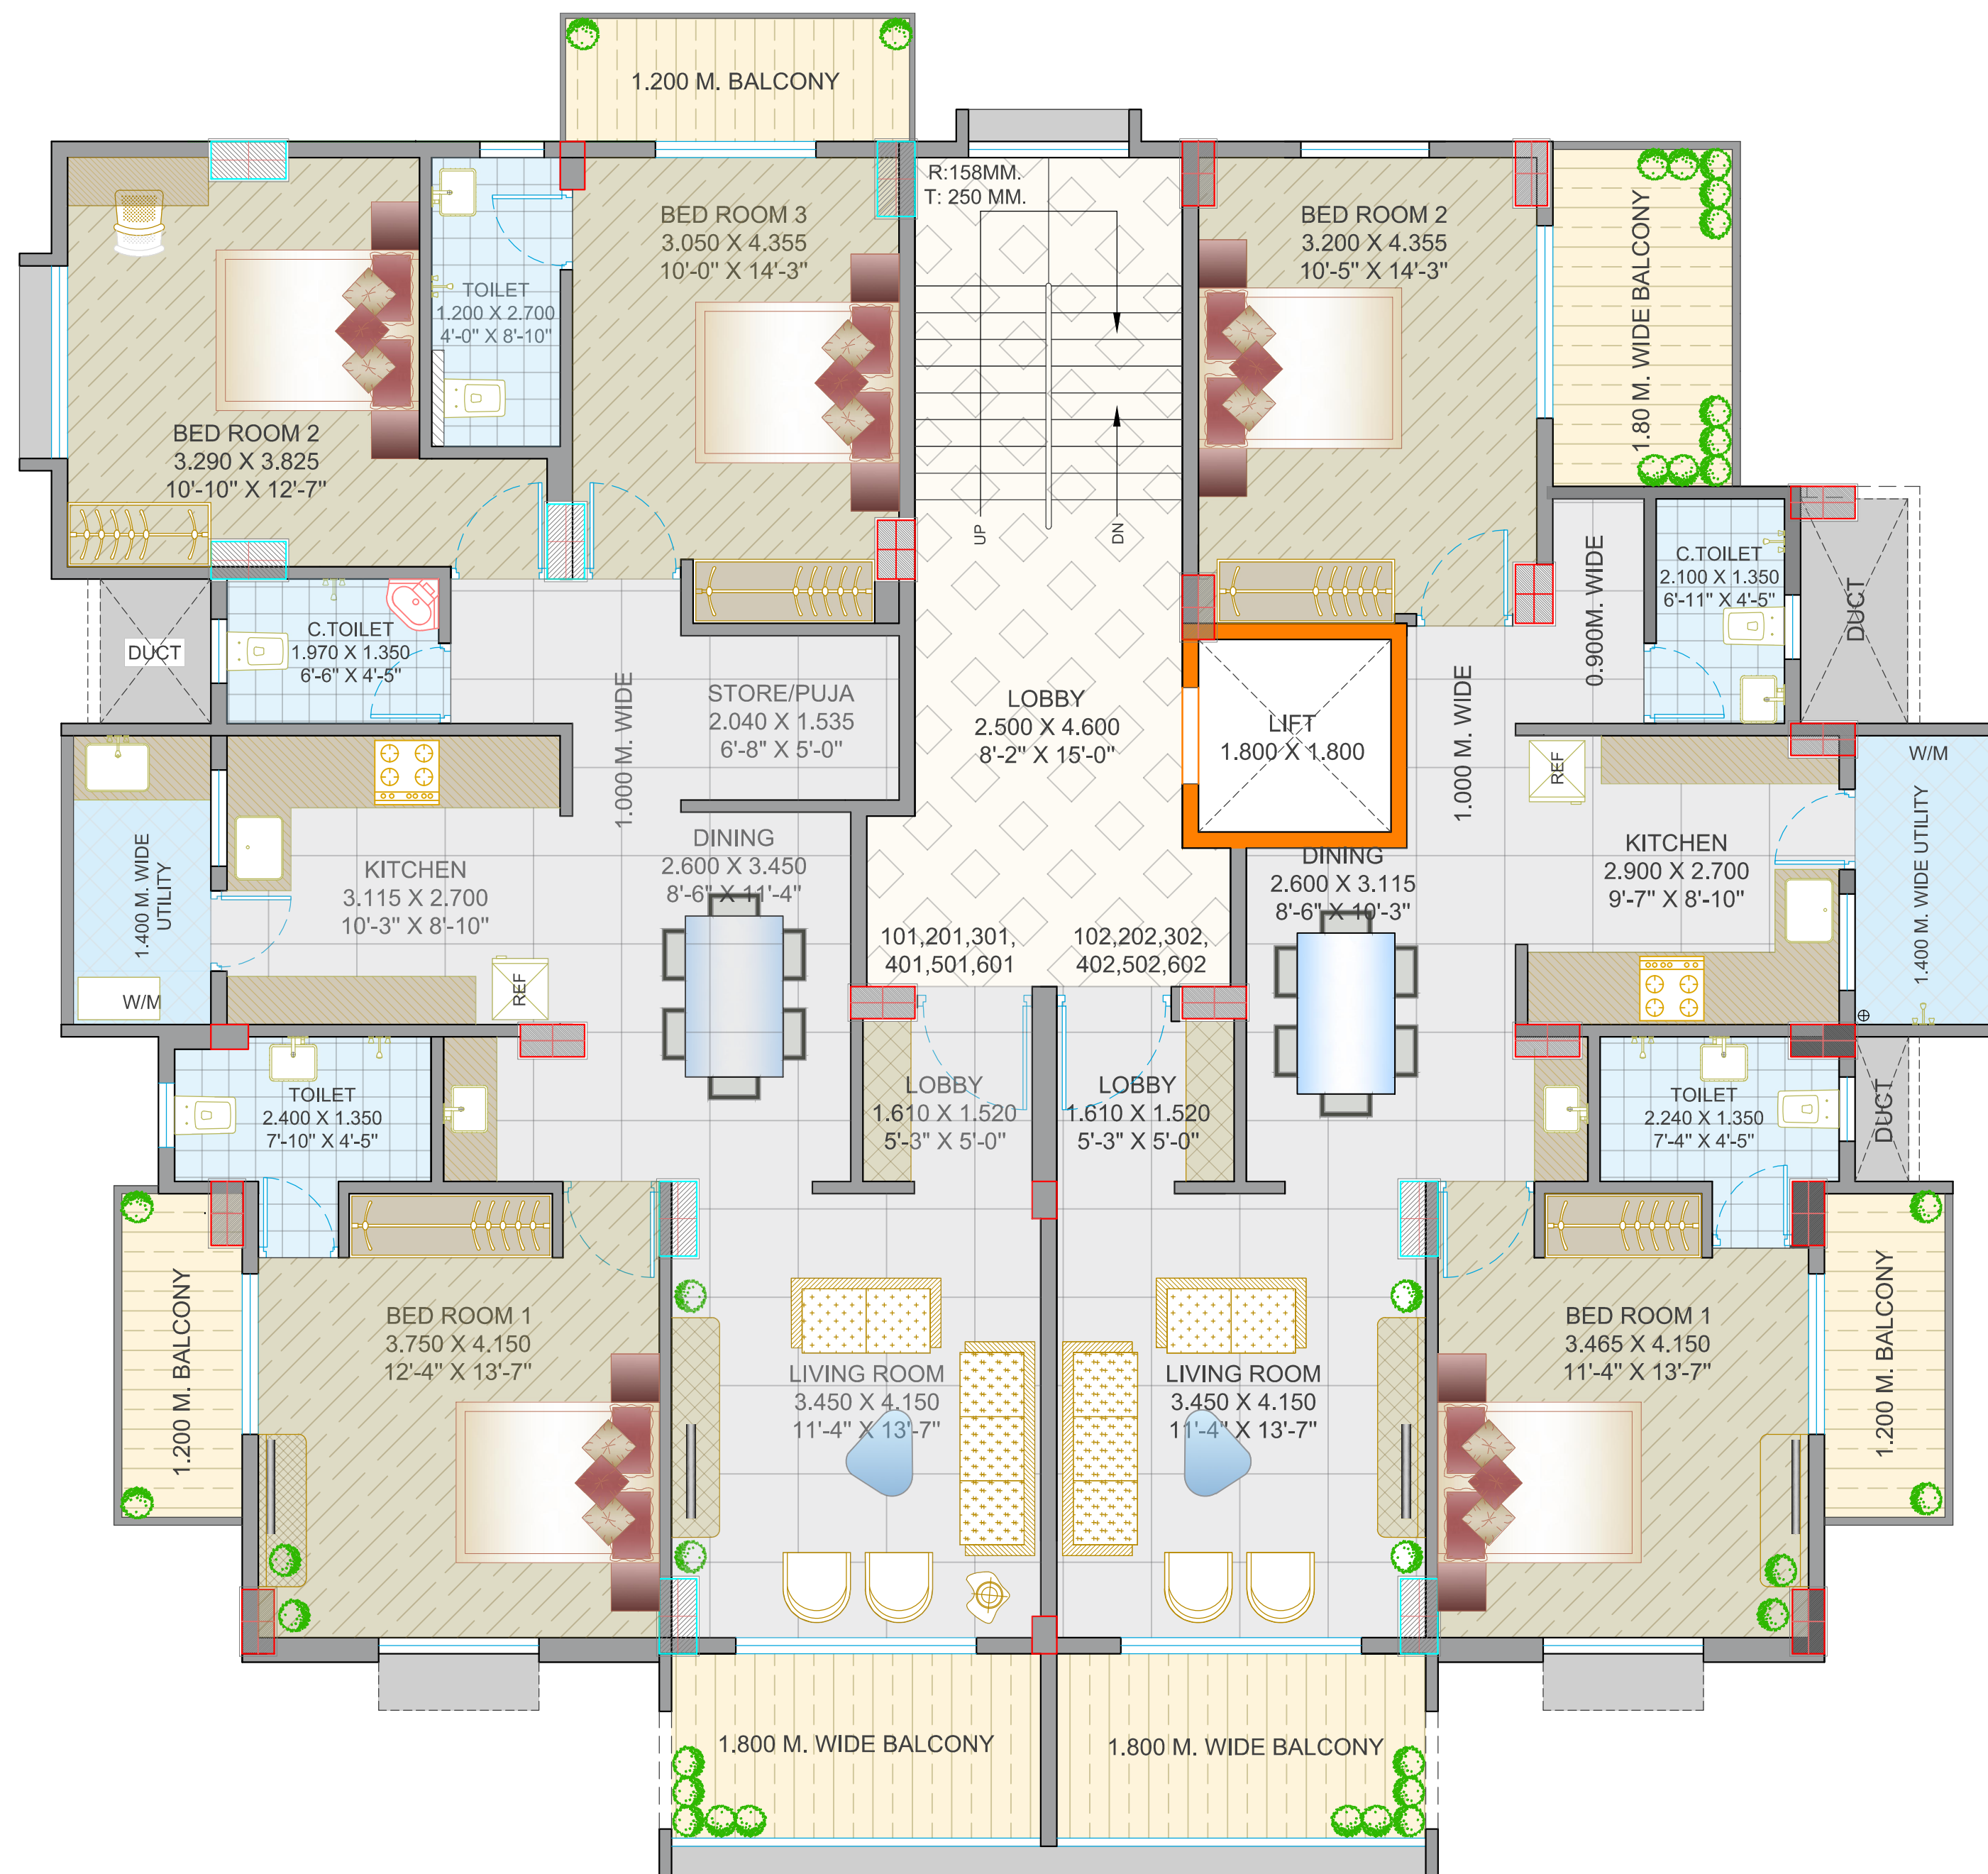 1.200 M. BALCONY
R:158MM.
T: 250 MM.
BED ROOM 3
3.050 X 4.355
10'-0" X 14'-3"
BED ROOM 2
3.200 X 4.355
10'-5" X 14'-3"
1.80 M. WIDE BALCONY
TOILET
1.200 X 2.700
4'-0" X 8'-10"
BED ROOM 2
3.290 X 3.825
10'-10" X 12'-7"
UP
DN
C.TOILET
2.100 X 1.350
6'-11" X 4'-5"
DUCT
0.900M. WIDE
DUCT
C.TOILET
1.970 X 1.350
6'-6" X 4'-5"
1.000 M. WIDE
STORE/PUJA
2.040 X 1.535
6'-8" X 5'-0"
LOBBY
2.500 X 4.600
8'-2" X 15'-0"
LIFT
1.800 X 1.800
1.000 M. WIDE
REF
W/M
1.400 M. WIDE
UTILITY
KITCHEN
3.115 X 2.700
10'-3" X 8'-10"
DINING
2.600 X 3.450
8'-6" X 11'-4"
DINING
2.600 X 3.115
8'-6" X 10'-3"
KITCHEN
2.900 X 2.700
9'-7" X 8'-10"
1.400 M. WIDE UTILITY
101,201,301,
401,501,601
102,202,302,
402,502,602
W/M
REF
TOILET
2.400 X 1.350
7'-10" X 4'-5"
LOBBY
1.610 X 1.520
5'-3" X 5'-0"
LOBBY
1.610 X 1.520
5'-3" X 5'-0"
TOILET
2.240 X 1.350
7'-4" X 4'-5"
DUCT
1.200 M. BALCONY
BED ROOM 1
3.750 X 4.150
12'-4" X 13'-7"
LIVING ROOM
3.450 X 4.150
11'-4" X 13'-7"
LIVING ROOM
3.450 X 4.150
11'-4" X 13'-7"
BED ROOM 1
3.465 X 4.150
11'-4" X 13'-7"
1.200 M. BALCONY
1.800 M. WIDE BALCONY
1.800 M. WIDE BALCONY